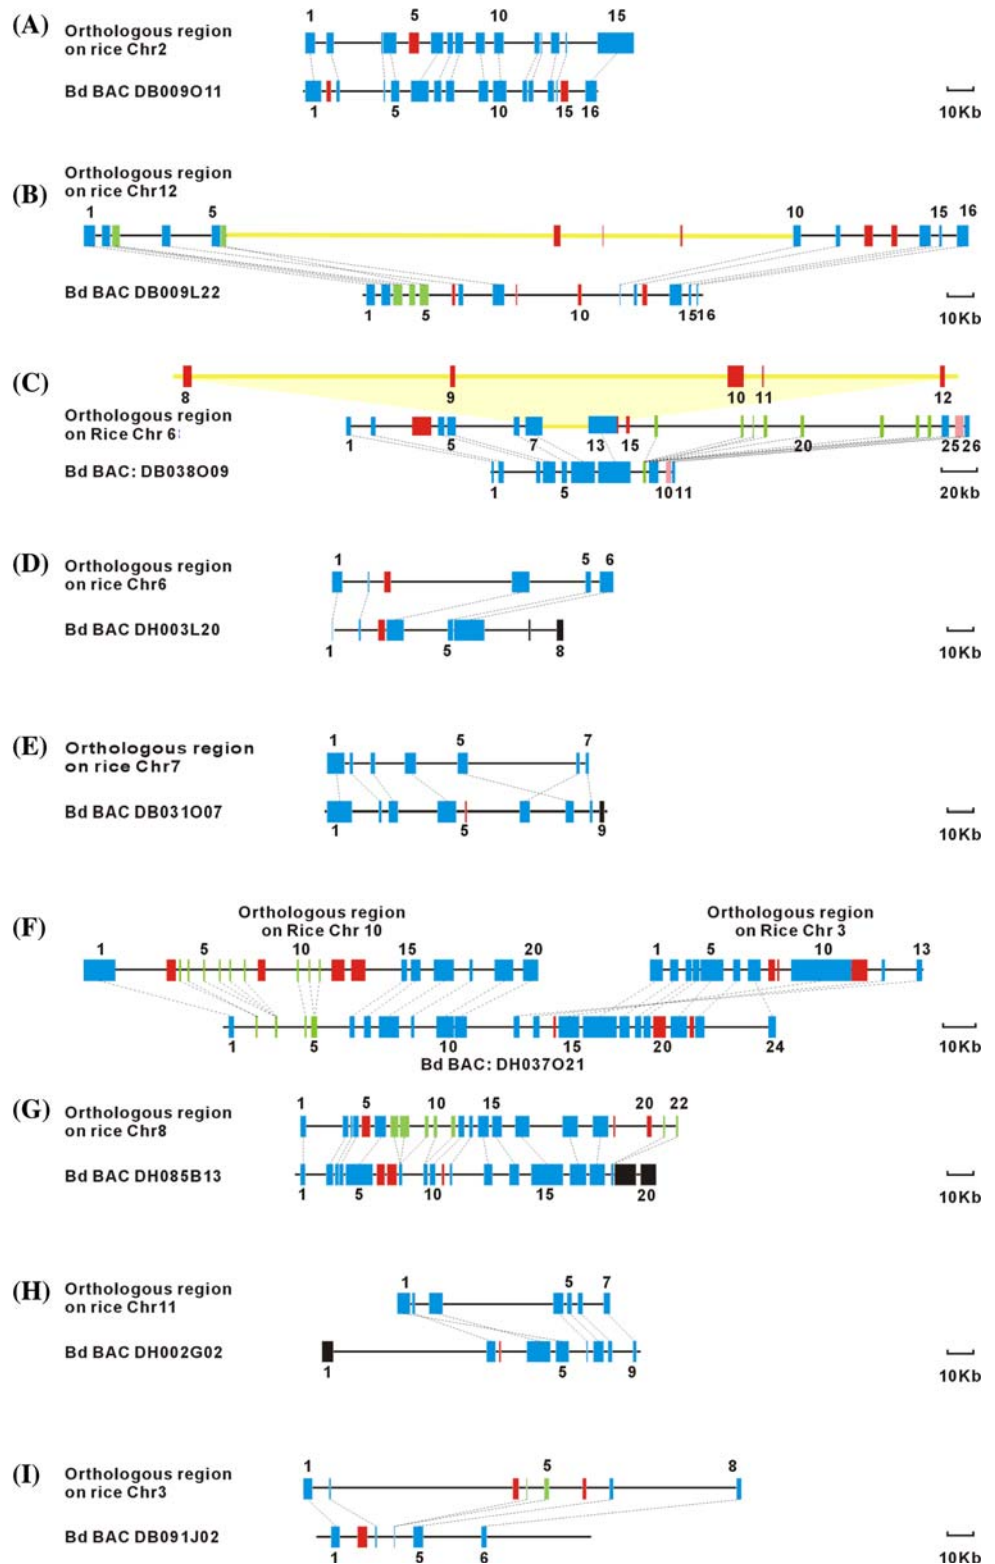 (A)
1 5 10 15
Orthologous region
on rice Chr2
Bd BAC DB009O11
1 5 10 15 16
10Kb
(B)
Orthologous region
on rice Chr12
1 5 10 15 16
Bd BAC DB009L22
1 5 10 15 16
10Kb
(C)
8 9 10 11 12
Orthologous region
on Rice Chr 6:
1 5 7 13 15 20 25 26
Bd BAC: DB038O09
1 5 10 11
20kb
(D)
1 5 6
Orthologous region
on rice Chr6
Bd BAC DH003L20
1 5 8
10Kb
(E)
1 5 7
Orthologous region
on rice Chr7
Bd BAC DB031O07
1 5 9
10Kb
(F)
Orthologous region
on Rice Chr 10
Orthologous region
on Rice Chr 3
1 5 10 15 20 1 5 10 13
1 5 10 15 20 24
Bd BAC: DH037O21
10Kb
(G)
1 5 10 15 20 22
Orthologous region
on rice Chr8
Bd BAC DH085B13
1 5 10 15 20
10Kb
(H)
1 5 7
Orthologous region
on rice Chr11
Bd BAC DH002G02
1 5 9
10Kb
(I)
1 5 8
Orthologous region
on rice Chr3
Bd BAC DB091J02
1 5 6
10Kb